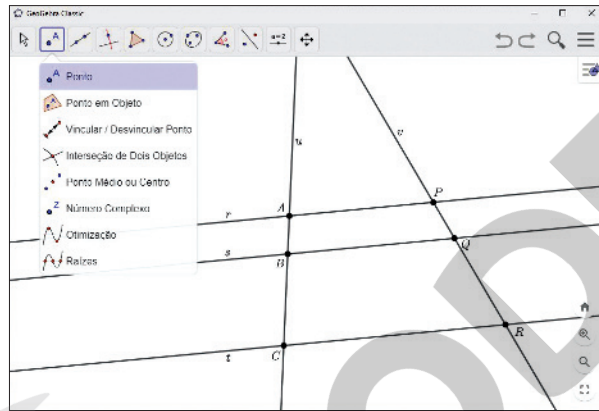 GeoGebra Classic
A
a=2
Ponto
Ponto em Objeto
Vincular / Desvincular Ponto
Interseção de Dois Objetos
Ponto Médio ou Centro
Número Complexo
Otimização
Raízes
u
v
A
P
r
s
B
Q
C
R
t